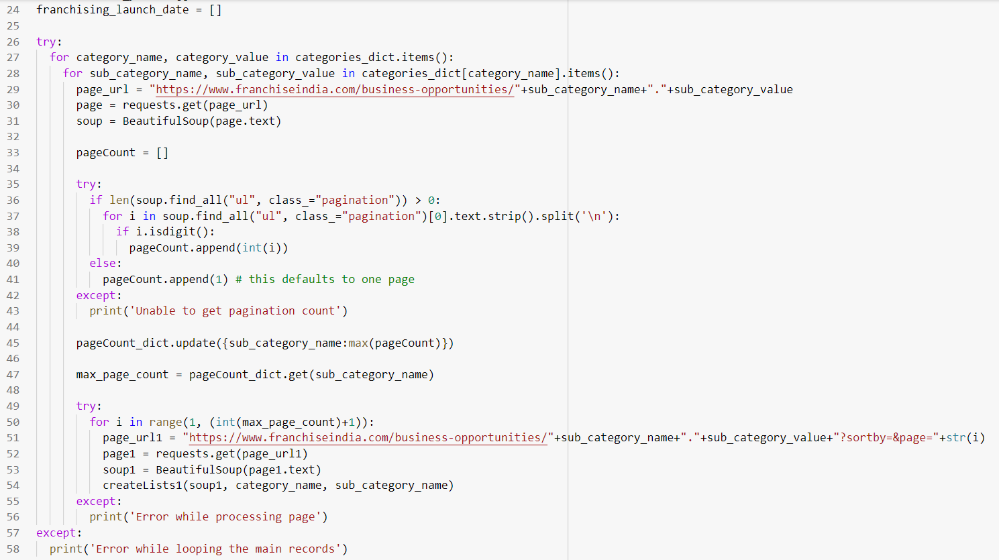 24 franchising_launch_date = []
25
26 try:
27   for category_name, category_value in categories_dict.items():
28     for sub_category_name, sub_category_value in categories_dict[category_name].items():
29       page_url = "https://www.franchiseindia.com/business-opportunities/"+sub_category_name+"."+sub_category_value
30       page = requests.get(page_url)
31       soup = BeautifulSoup(page.text)
32
33       pageCount = []
34
35       try:
36         if len(soup.find_all("ul", class_="pagination")) > 0:
37           for i in soup.find_all("ul", class_="pagination")[0].text.strip().split('\n'):
38             if i.isdigit():
39               pageCount.append(int(i))
40         else:
41           pageCount.append(1) # this defaults to one page
42       except:
43         print('Unable to get pagination count')
44
45       pageCount_dict.update({sub_category_name:max(pageCount)})
46
47       max_page_count = pageCount_dict.get(sub_category_name)
48
49       try:
50         for i in range(1, (int(max_page_count)+1)):
51           page_url1 = "https://www.franchiseindia.com/business-opportunities/"+sub_category_name+"."+sub_category_value+"?sortby=&page="+str(i)
52           page1 = requests.get(page_url1)
53           soup1 = BeautifulSoup(page1.text)
54           createLists1(soup1, category_name, sub_category_name)
55       except:
56         print('Error while processing page')
57 except:
58   print('Error while looping the main records')